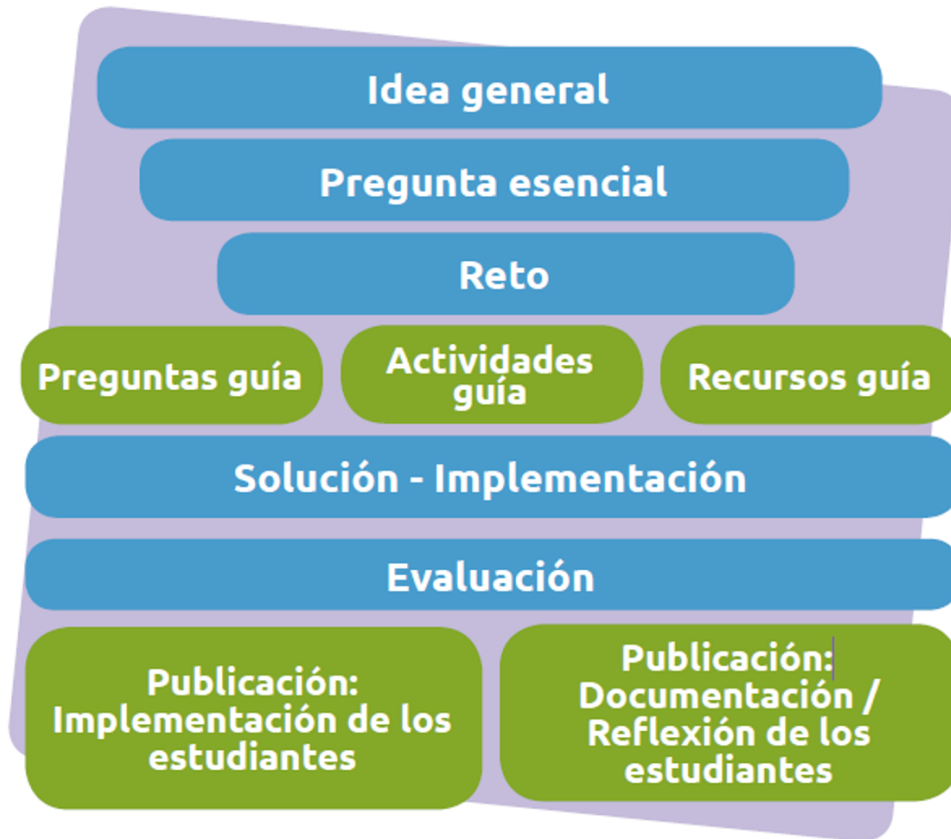 Idea general
Pregunta esencial
Reto
Preguntas guía
Actividades
guía
Recursos guía
Solución - Implementación
Evaluación
Publicación:
Implementación de los
estudiantes
Publicación:
Documentación /
Reflexión de los
estudiantes